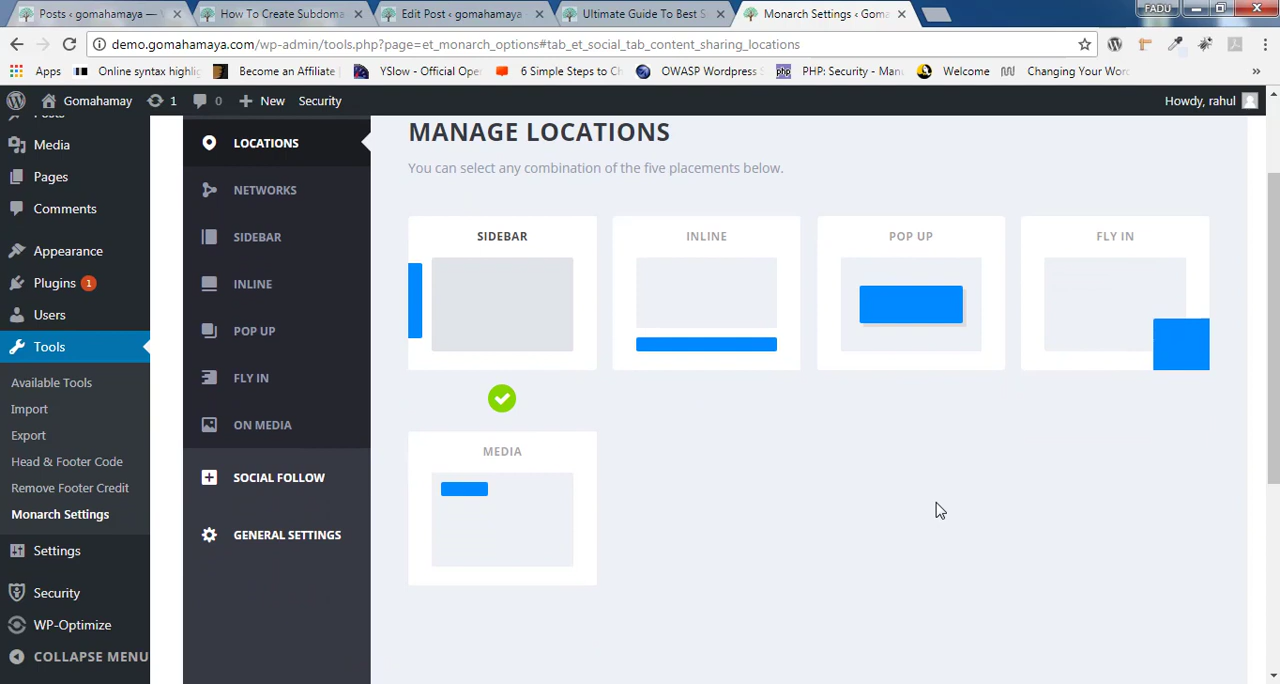 Posts ‹ gomahamaya —
How To Create Subdoma
Edit Post ‹ gomahamaya
Ultimate Guide To Best S
Monarch Settings ‹ Goma
FADU
demo.gomahamaya.com/wp-admin/tools.php?page=et_monarch_options#tab_et_social_tab_content_sharing_locations
Apps
Online syntax highlig
Become an Affiliate
YSlow - Official Ope
6 Simple Steps to Ch
OWASP Wordpress S
php
PHP: Security - Manu
Welcome
Changing Your Word
»
Gomahamaya
1
0
New
Security
Howdy, rahul
Media
Pages
Comments
Appearance
Plugins 1
Users
Tools
Available Tools
Import
Export
Head & Footer Code
Remove Footer Credit
Monarch Settings
Settings
Security
WP-Optimize
COLLAPSE MENU
LOCATIONS
NETWORKS
SIDEBAR
INLINE
POP UP
FLY IN
ON MEDIA
SOCIAL FOLLOW
GENERAL SETTINGS
MANAGE LOCATIONS
You can select any combination of the five placements below.
SIDEBAR
INLINE
POP UP
FLY IN
MEDIA